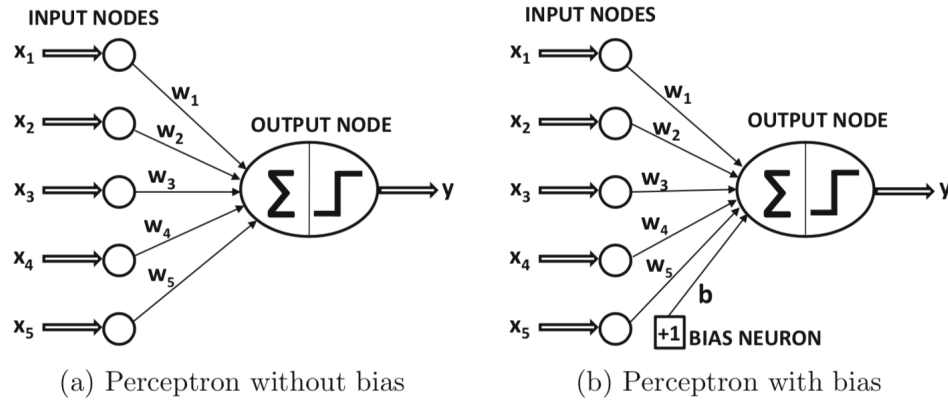 INPUT NODES
x1
x2
x3
x4
x5
w1
w2
w3
w4
w5
OUTPUT NODE
Σ
y
(a) Perceptron without bias
INPUT NODES
x1
x2
x3
x4
x5
w1
w2
w3
w4
w5
b
+1 BIAS NEURON
OUTPUT NODE
Σ
y
(b) Perceptron with bias